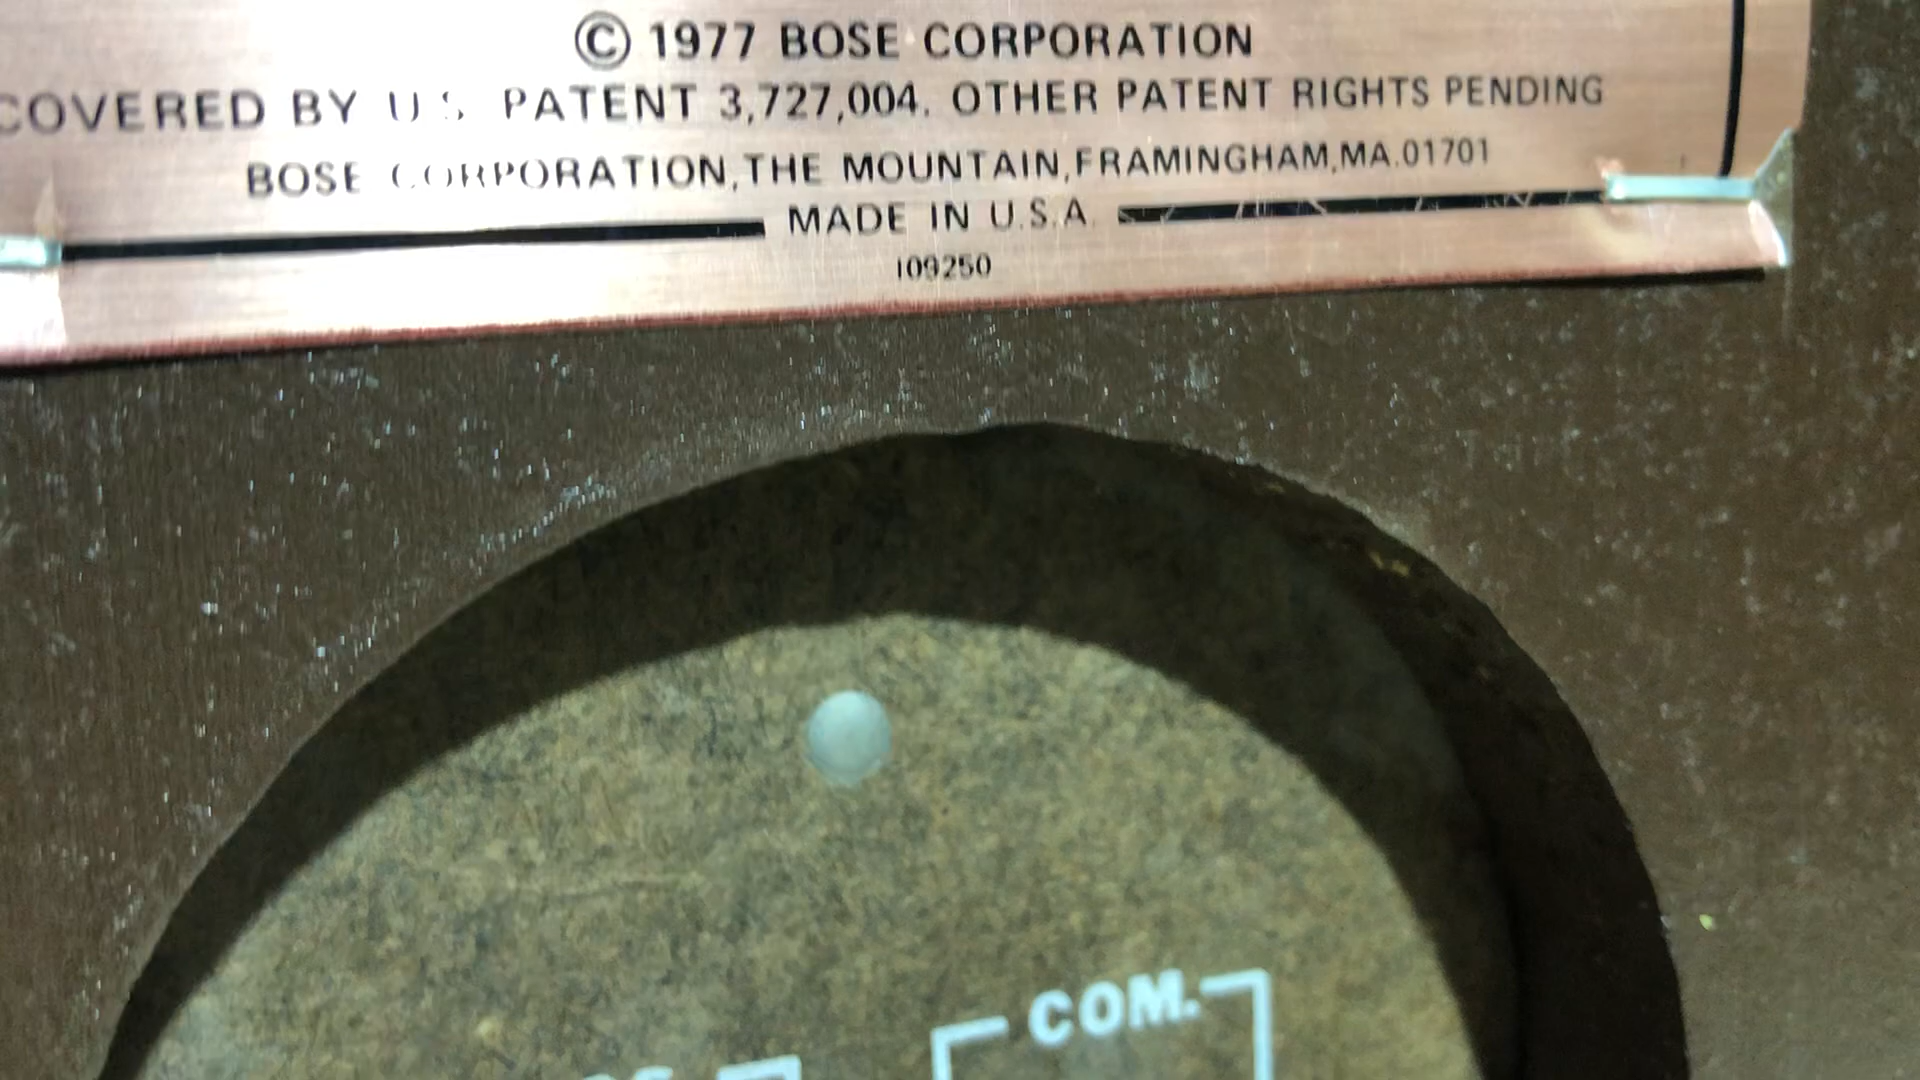 © 1977 BOSE CORPORATION
COVERED BY U.S. PATENT 3,727,004. OTHER PATENT RIGHTS PENDING
BOSE CORPORATION, THE MOUNTAIN, FRAMINGHAM, MA. 01701
MADE IN U.S.A.
109250
COM.